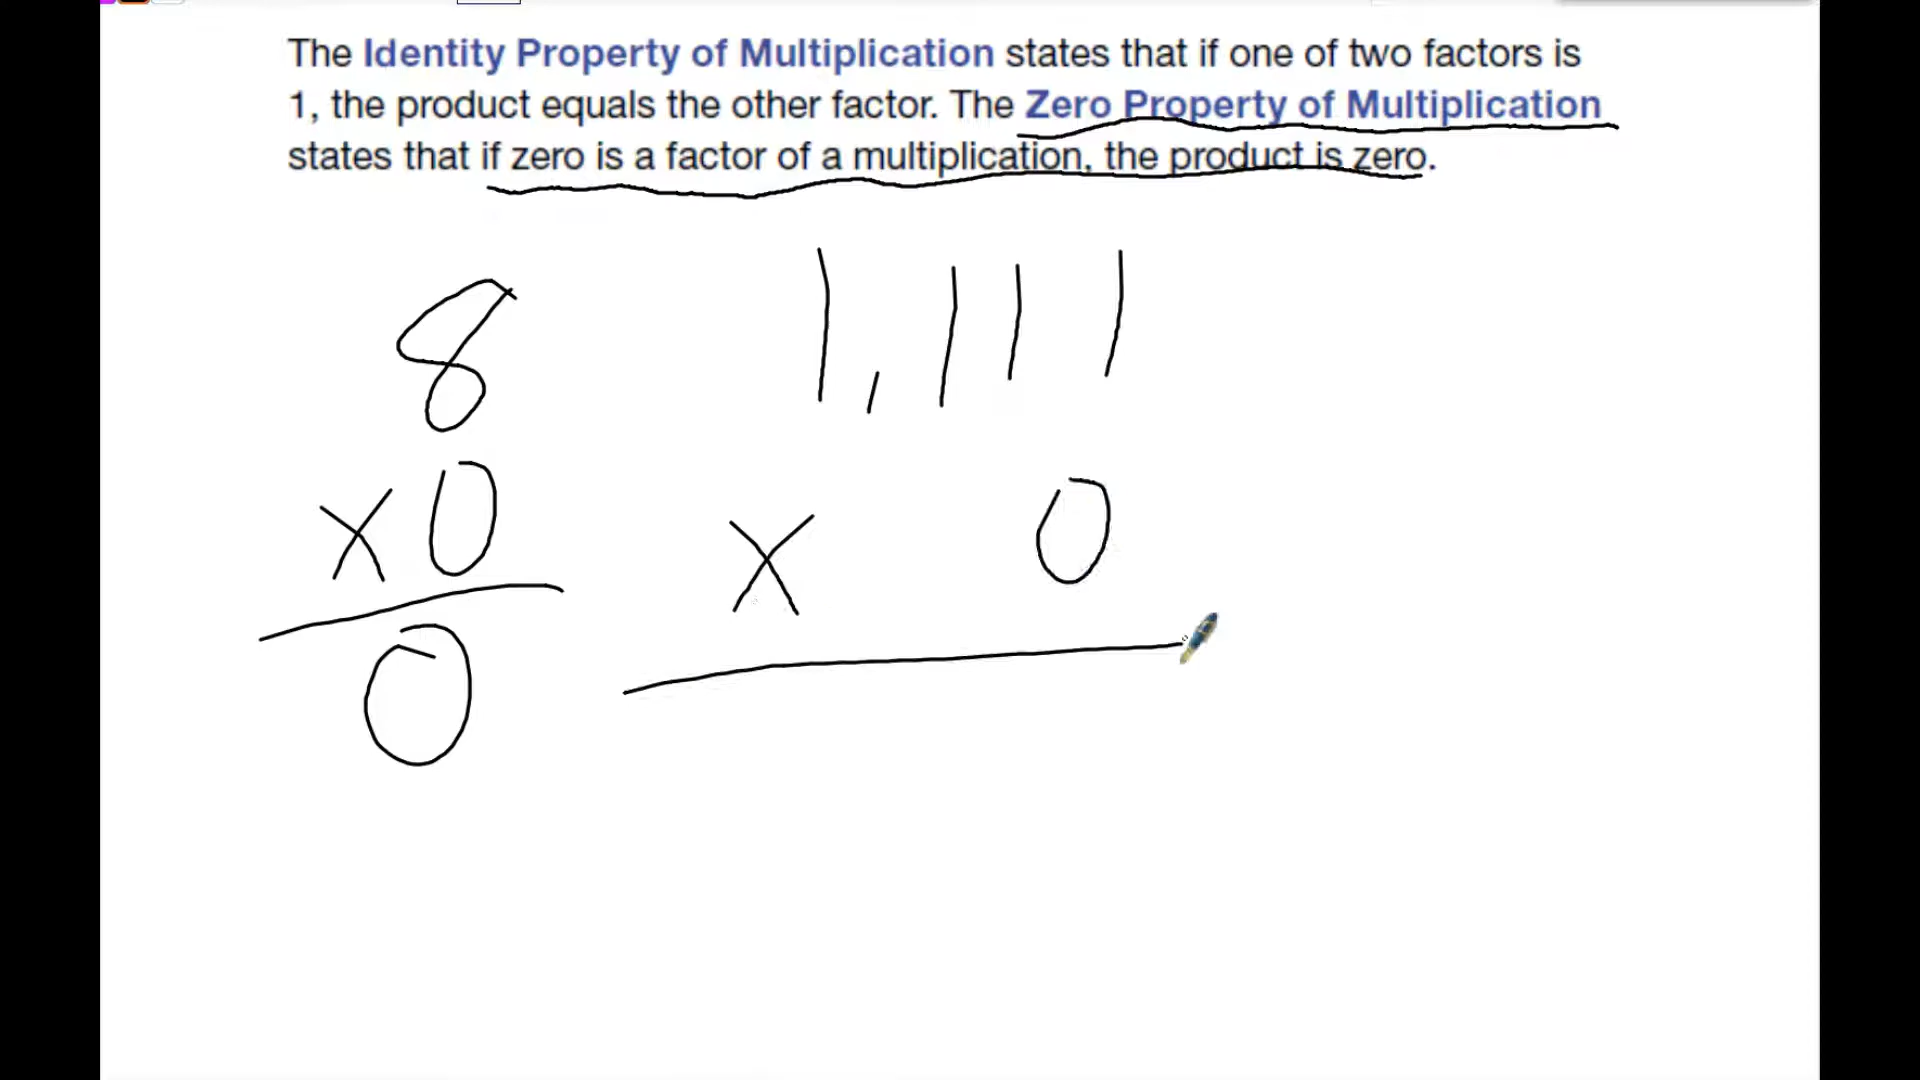 The Identity Property of Multiplication states that if one of two factors is
1, the product equals the other factor. The Zero Property of Multiplication
states that if zero is a factor of a multiplication, the product is zero.
8 1,111
x 0 x 0
0